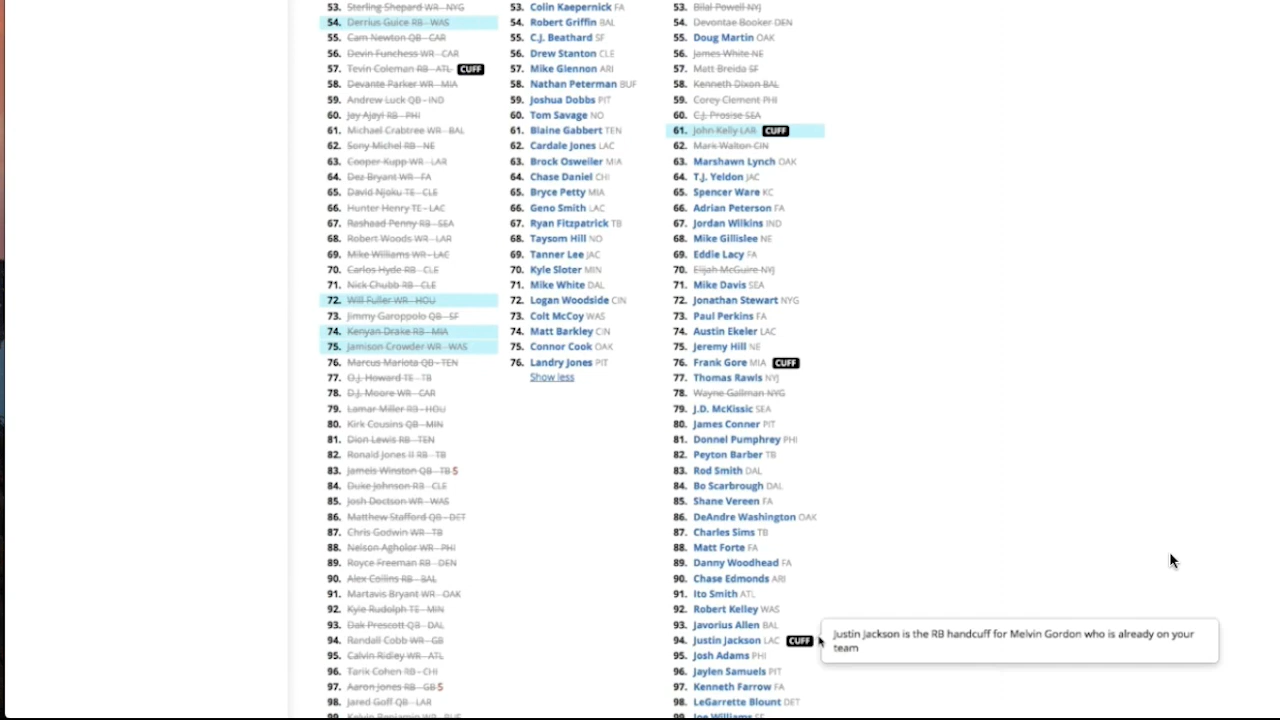 53. Sterling Shepard WR - NYG
54. Derrius Guice RB - WAS
55. Cam Newton QB - CAR
56. Devin Funchess WR - CAR
57. Tevin Coleman RB - ATL CUFF
58. Devante Parker WR - MIA
59. Andrew Luck QB - IND
60. Jay Ajayi RB - PHI
61. Michael Crabtree WR - BAL
62. Sony Michel RB - NE
63. Cooper Kupp WR - LAR
64. Dez Bryant WR - FA
65. David Njoku TE - CLE
66. Hunter Henry TE - LAC
67. Rashaad Penny RB - SEA
68. Robert Woods WR - LAR
69. Mike Williams WR - LAC
70. Carlos Hyde RB - CLE
71. Nick Chubb RB - CLE
72. Will Fuller WR - HOU
73. Jimmy Garoppolo QB - SF
74. Kenyan Drake RB - MIA
75. Jamison Crowder WR - WAS
76. Marcus Mariota QB - TEN
77. O.J. Howard TE - TB
78. D.J. Moore WR - CAR
79. Lamar Miller RB - HOU
80. Kirk Cousins QB - MIN
81. Dion Lewis RB - TEN
82. Ronald Jones II RB - TB
83. Jameis Winston QB - TB S
84. Duke Johnson RB - CLE
85. Josh Doctson WR - WAS
86. Matthew Stafford QB - DET
87. Chris Godwin WR - TB
88. Nelson Agholor WR - PHI
89. Royce Freeman RB - DEN
90. Alex Collins RB - BAL
91. Martavis Bryant WR - OAK
92. Kyle Rudolph TE - MIN
93. Dak Prescott QB - DAL
94. Randall Cobb WR - GB
95. Calvin Ridley WR - ATL
96. Tarik Cohen RB - CHI
97. Aaron Jones RB - GB S
98. Jared Goff QB - LAR
99. Kelvin Benjamin WR - BUF
53. Colin Kaepernick FA
54. Robert Griffin BAL
55. C.J. Beathard SF
56. Drew Stanton CLE
57. Mike Glennon ARI
58. Nathan Peterman BUF
59. Joshua Dobbs PIT
60. Tom Savage NO
61. Blaine Gabbert TEN
62. Cardale Jones LAC
63. Brock Osweiler MIA
64. Chase Daniel CHI
65. Bryce Petty MIA
66. Geno Smith LAC
67. Ryan Fitzpatrick TB
68. Taysom Hill NO
69. Tanner Lee JAC
70. Kyle Sloter MIN
71. Mike White DAL
72. Logan Woodside CIN
73. Colt McCoy WAS
74. Matt Barkley CIN
75. Connor Cook OAK
76. Landry Jones PIT
Show less
53. Bilal Powell NYJ
54. Devontae Booker DEN
55. Doug Martin OAK
56. James White NE
57. Matt Breida SF
58. Kenneth Dixon BAL
59. Corey Clement PHI
60. C.J. Prosise SEA
61. John Kelly LAR CUFF
62. Mark Walton CIN
63. Marshawn Lynch OAK
64. T.J. Yeldon JAC
65. Spencer Ware KC
66. Adrian Peterson FA
67. Jordan Wilkins IND
68. Mike Gillislee NE
69. Eddie Lacy FA
70. Elijah McGuire NYJ
71. Mike Davis SEA
72. Jonathan Stewart NYG
73. Paul Perkins FA
74. Austin Ekeler LAC
75. Jeremy Hill NE
76. Frank Gore MIA CUFF
77. Thomas Rawls NYJ
78. Wayne Gallman NYG
79. J.D. McKissic SEA
80. James Conner PIT
81. Donnel Pumphrey PHI
82. Peyton Barber TB
83. Rod Smith DAL
84. Bo Scarbrough DAL
85. Shane Vereen FA
86. DeAndre Washington OAK
87. Charles Sims TB
88. Matt Forte FA
89. Danny Woodhead FA
90. Chase Edmonds ARI
91. Ito Smith ATL
92. Robert Kelley WAS
93. Javorius Allen BAL
94. Justin Jackson LAC CUFF
95. Josh Adams PHI
96. Jaylen Samuels PIT
97. Kenneth Farrow FA
98. LeGarrette Blount DET
99. Joe Williams SF
Justin Jackson is the RB handcuff for Melvin Gordon who is already on your
team